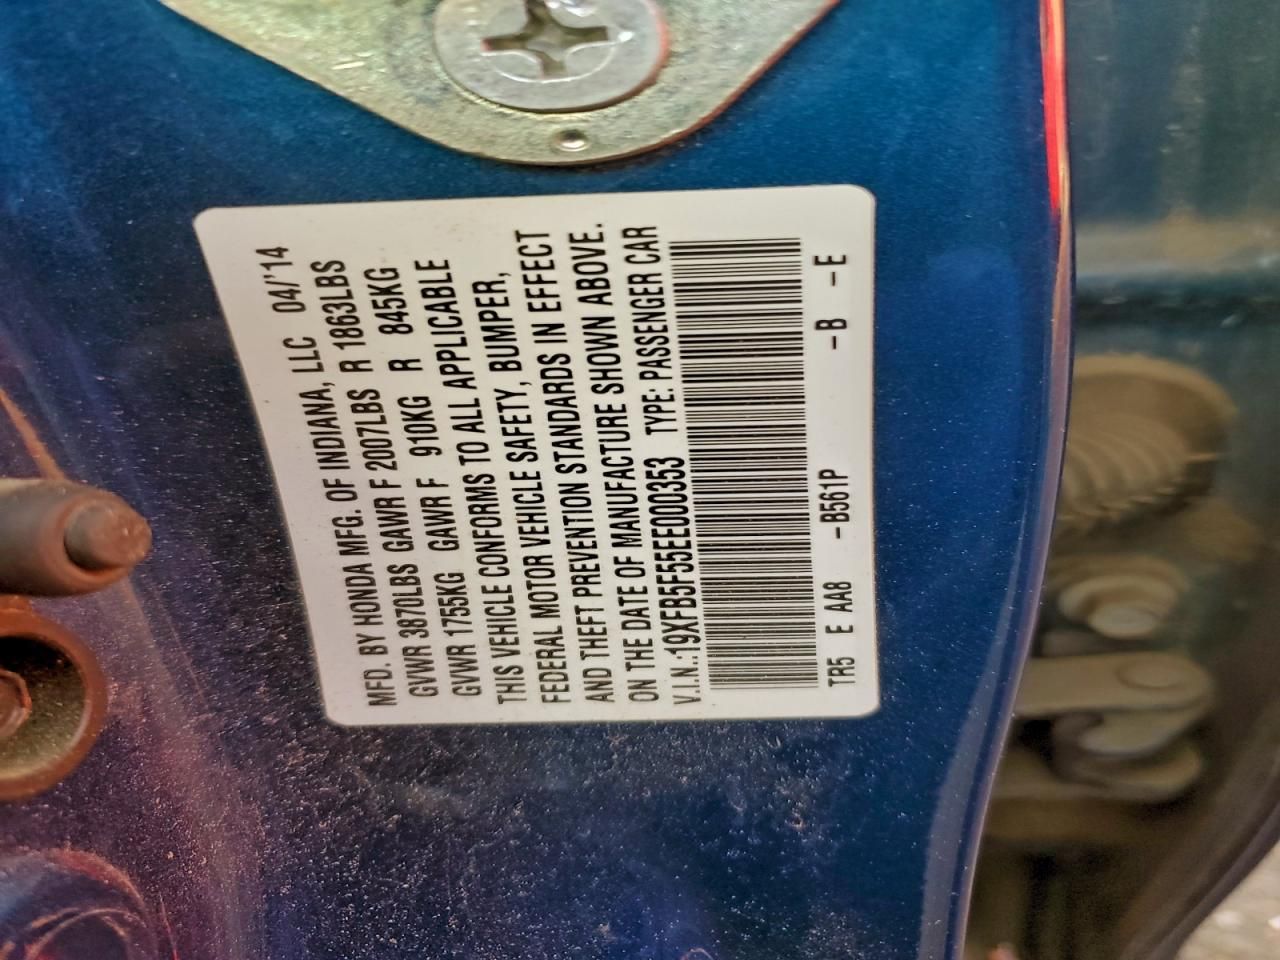 MFD. BY HONDA MFG. OF INDIANA, LLC 04/'14
GVWR 3870LBS GAWR F 2007LBS R 1863LBS
GVWR 1755KG GAWR F 910KG R 845KG
THIS VEHICLE CONFORMS TO ALL APPLICABLE
FEDERAL MOTOR VEHICLE SAFETY, BUMPER,
AND THEFT PREVENTION STANDARDS IN EFFECT
ON THE DATE OF MANUFACTURE SHOWN ABOVE.
V.I.N.:19XFB5F55EE000353 TYPE: PASSENGER CAR
TR5 E AA8 -B561P -B -E